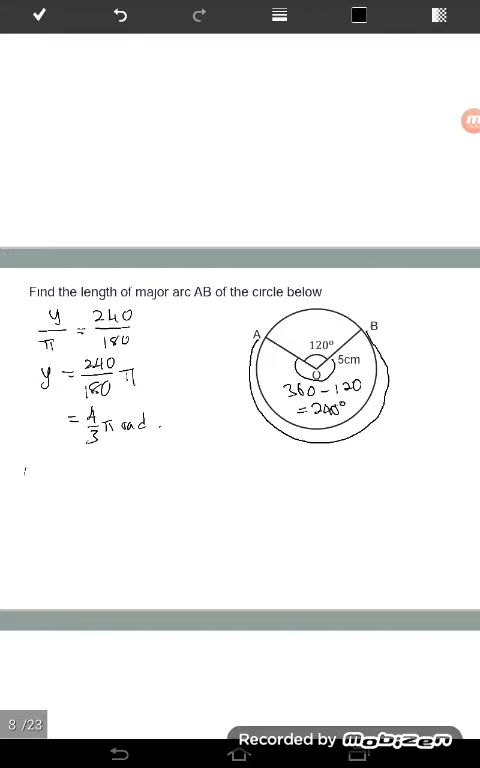 Find the length of major arc AB of the circle below
y/π = 240/180
y = 240/180 π
= 4/3 π rad .
A
B
120°
5cm
O
360 - 120
= 240°
8 /23
Recorded by mobizen